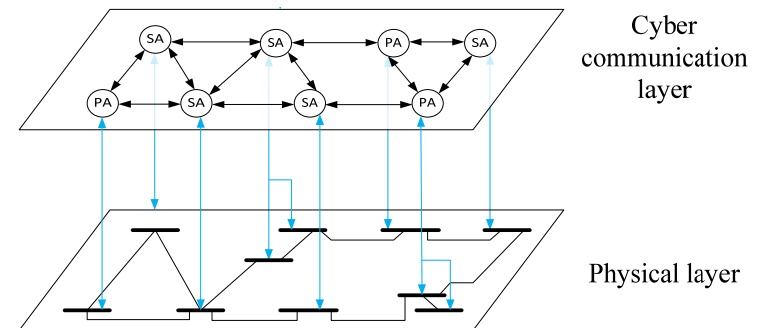 SA SA PA SA
Cyber
communication
layer
PA SA SA PA
Physical layer